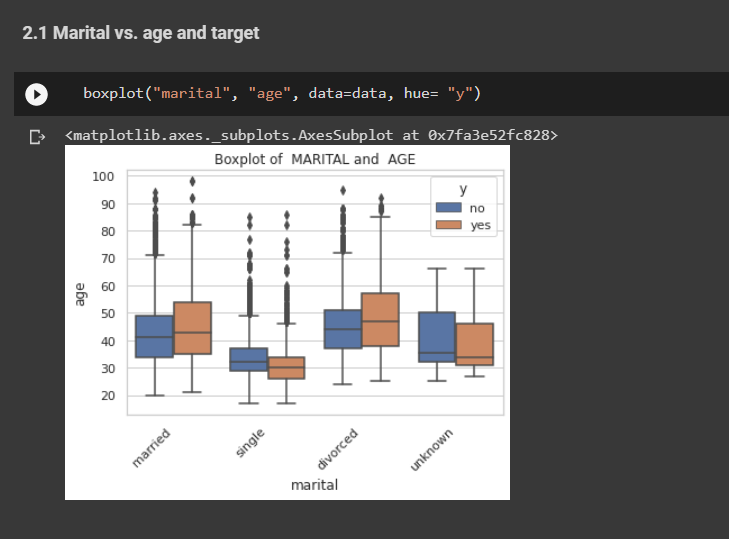 2.1 Marital vs. age and target
boxplot("marital", "age", data=data, hue= "y")
<matplotlib.axes._subplots.AxesSubplot at 0x7fa3e52fc828>
Boxplot of  MARITAL and  AGE
100
90
80
70
60
50
40
30
20
age
y
no
yes
married
single
divorced
unknown
marital